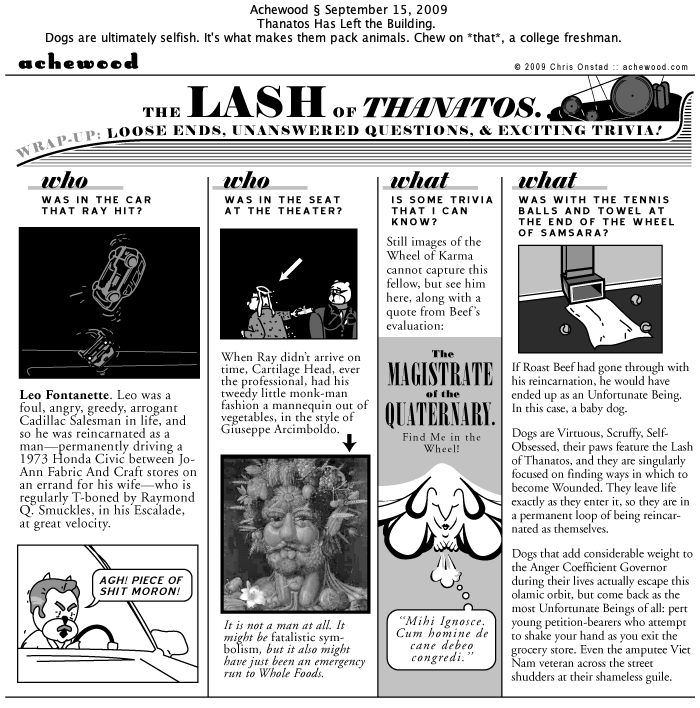 Achewood § September 15, 2009
Thanatos Has Left the Building.
Dogs are ultimately selfish. It's what makes them pack animals. Chew on *that*, a college freshman.
achewood
© 2009 Chris Onstad :: achewood.com
THE LASH OF THANATOS.
WRAP-UP: LOOSE ENDS, UNANSWERED QUESTIONS, & EXCITING TRIVIA!
who
WAS IN THE CAR
THAT RAY HIT?
Leo Fontanette. Leo was a
foul, angry, greedy, arrogant
Cadillac Salesman in life, and
so he was reincarnated as a
man—permanently driving a
1973 Honda Civic between Jo-
Ann Fabric And Craft stores on
an errand for his wife—who is
regularly T-boned by Raymond
Q. Smuckles, in his Escalade,
at great velocity.
AGH! PIECE OF
SHIT MORON!
who
WAS IN THE SEAT
AT THE THEATER?
When Ray didn't arrive on
time, Cartilage Head, ever
the professional, had his
tweedy little monk-man
fashion a mannequin out of
vegetables, in the style of
Giuseppe Arcimboldo.
It is not a man at all. It
might be fatalistic sym-
bolism, but it also might
have just been an emergency
run to Whole Foods.
what
IS SOME TRIVIA
THAT I CAN
KNOW?
Still images of the
Wheel of Karma
cannot capture this
fellow, but see him
here, along with a
quote from Beef's
evaluation:
The
MAGISTRATE
of the
QUATERNARY.
Find Me in the
Wheel!
"Mihi Ignosce.
Cum homine de
cane debeo
congredi."
what
WAS WITH THE TENNIS
BALLS AND TOWEL AT
THE END OF THE WHEEL
OF SAMSARA?
If Roast Beef had gone through with
his reincarnation, he would have
ended up as an Unfortunate Being.
In this case, a baby dog.
Dogs are Virtuous, Scruffy, Self-
Obsessed, their paws feature the Lash
of Thanatos, and they are singularly
focused on finding ways in which to
become Wounded. They leave life
exactly as they enter it, so they are in
a permanent loop of being reincar-
nated as themselves.
Dogs that add considerable weight to
the Anger Coefficient Governor
during their lives actually escape this
olamic orbit, but come back as the
most Unfortunate Beings of all: pert
young petition-bearers who attempt
to shake your hand as you exit the
grocery store. Even the amputee Viet
Nam veteran across the street
shudders at their shameless guile.